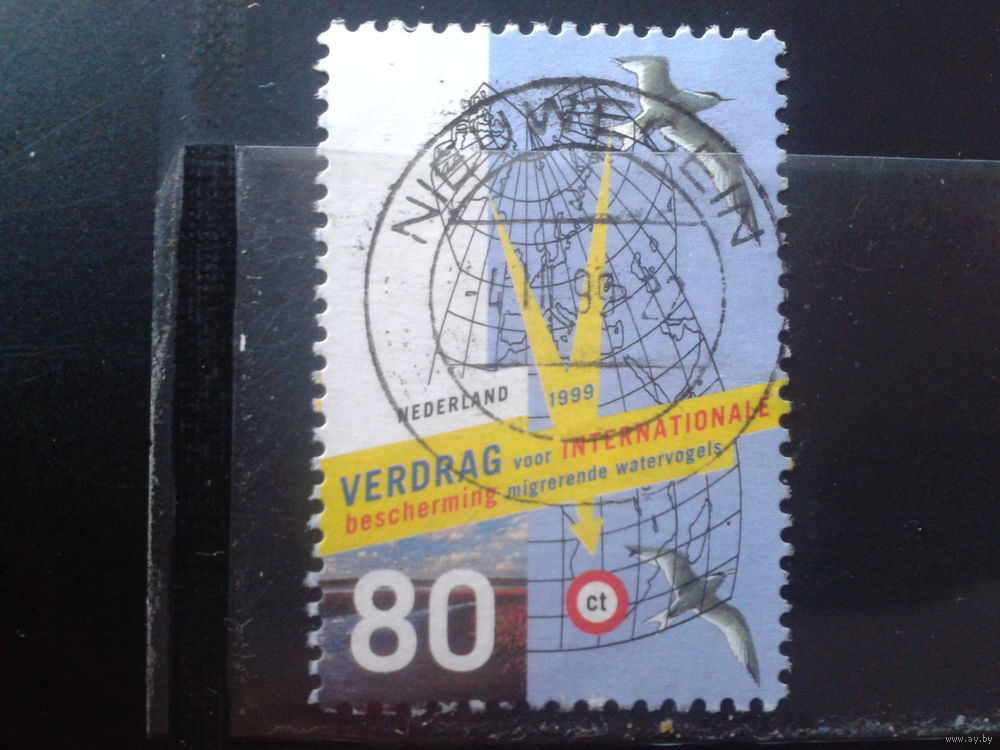 NIEUWEGEIN
NEDERLAND 1999
VERDRAG voor INTERNATIONALE
bescherming migrerende watervogels
80 ct
www.ay.by